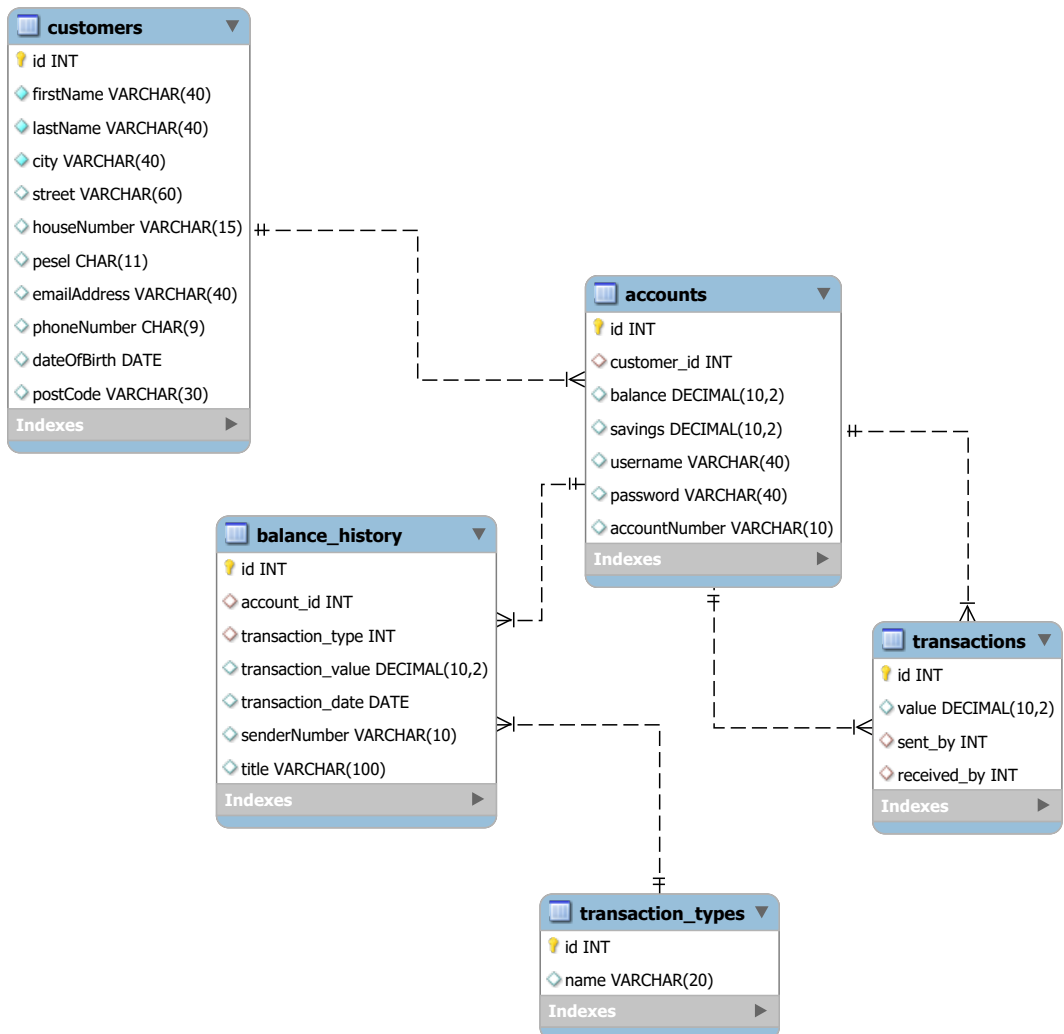 customers
id INT
firstName VARCHAR(40)
lastName VARCHAR(40)
city VARCHAR(40)
street VARCHAR(60)
houseNumber VARCHAR(15)
pesel CHAR(11)
emailAddress VARCHAR(40)
phoneNumber CHAR(9)
dateOfBirth DATE
postCode VARCHAR(30)
Indexes
accounts
id INT
customer_id INT
balance DECIMAL(10,2)
savings DECIMAL(10,2)
username VARCHAR(40)
password VARCHAR(40)
accountNumber VARCHAR(10)
Indexes
balance_history
id INT
account_id INT
transaction_type INT
transaction_value DECIMAL(10,2)
transaction_date DATE
senderNumber VARCHAR(10)
title VARCHAR(100)
Indexes
transactions
id INT
value DECIMAL(10,2)
sent_by INT
received_by INT
Indexes
transaction_types
id INT
name VARCHAR(20)
Indexes